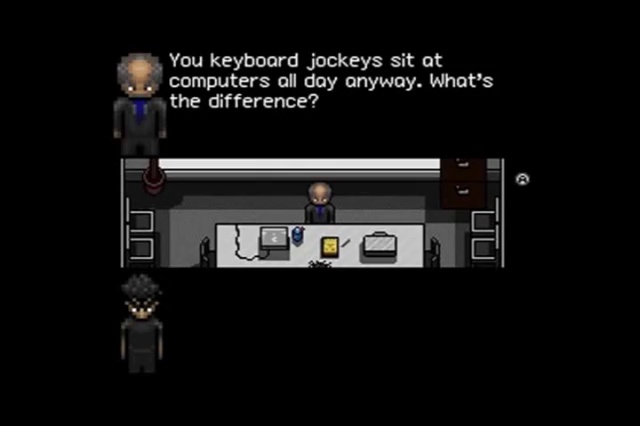 You keyboard jockeys sit at
computers all day anyway. What's
the difference?